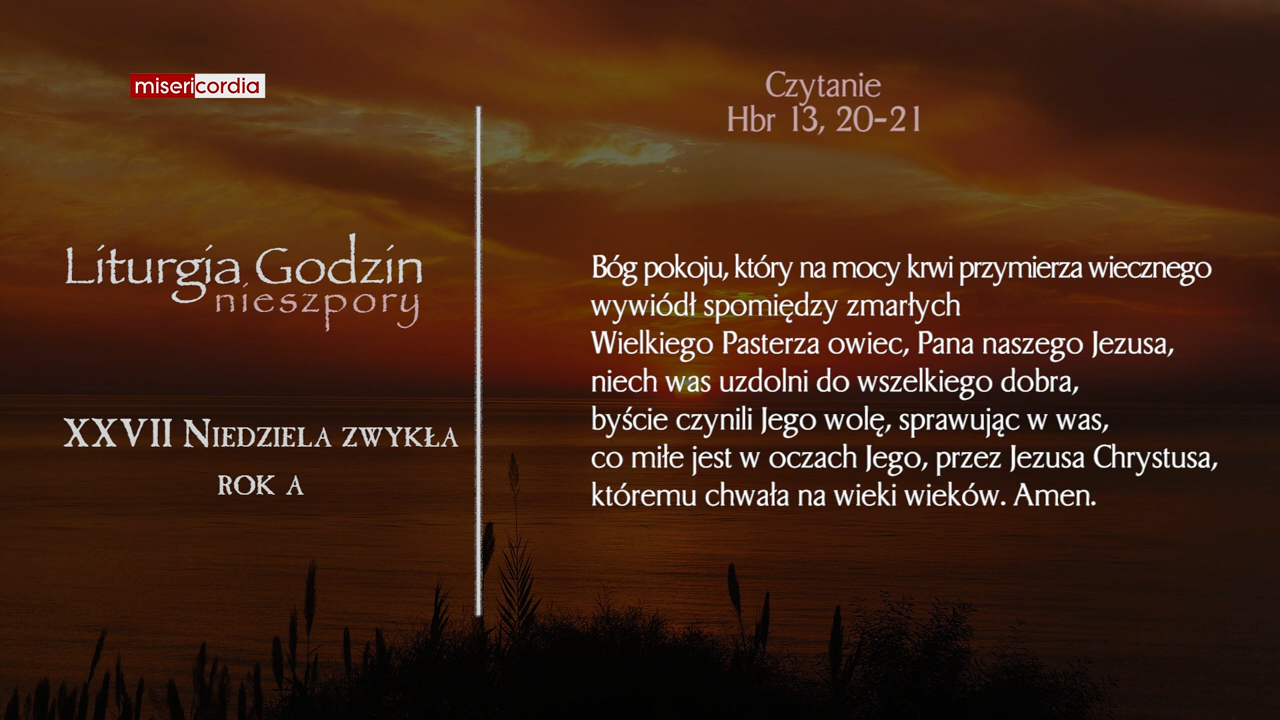 misericordia
Liturgia Godzin
nieszpory
XXVII Niedziela zwykła
rok A
Czytanie
Hbr 13, 20-21
Bóg pokoju, który na mocy krwi przymierza wiecznego
wywiódł spomiędzy zmarłych
Wielkiego Pasterza owiec, Pana naszego Jezusa,
niech was uzdolni do wszelkiego dobra,
byście czynili Jego wolę, sprawując w was,
co miłe jest w oczach Jego, przez Jezusa Chrystusa,
któremu chwała na wieki wieków. Amen.